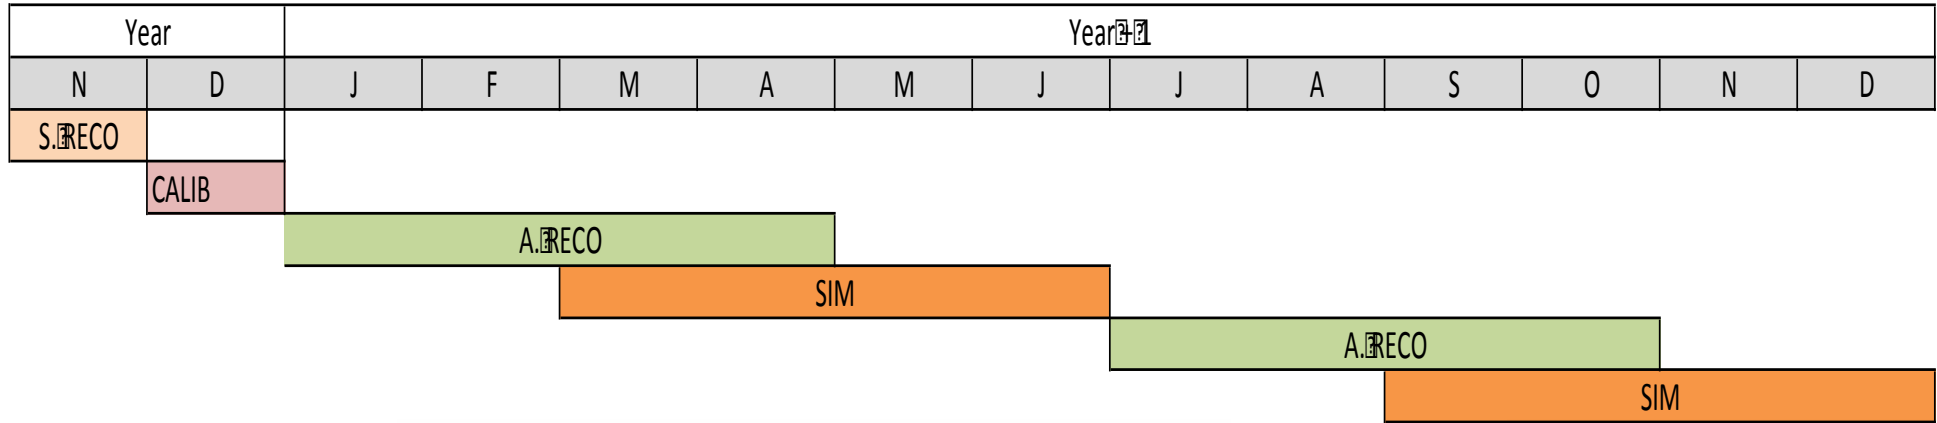 Year Year + 1
N D J F M A M J J A S O N D
S. RECO
CALIB
A. RECO
SIM
A. RECO
SIM